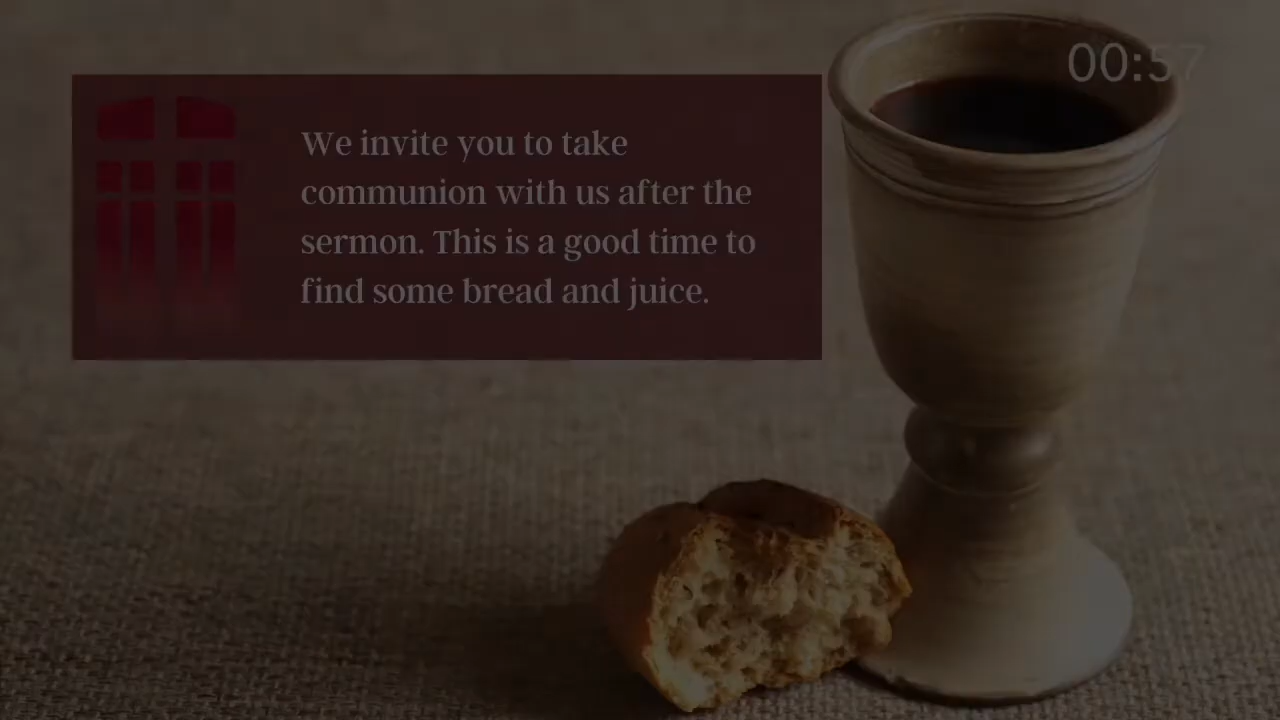 00:57
We invite you to take
communion with us after the
sermon. This is a good time to
find some bread and juice.